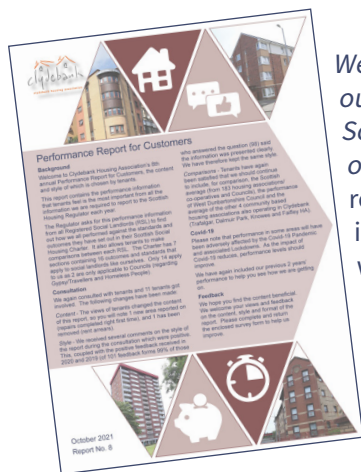 clydebank
Performance Report for Customers
Background
Welcome to Clydebank Housing Association's 8th
annual Performance Report for Customers, the content
and style of which is chosen by tenants.
This report contains the performance information
that tenants feel is the most important from all the
information we are required to report to the Scottish
Housing Regulator each year.
The Regulator asks for this performance information
from all Registered Social Landlords (RSL) to find
out how we all performed against the standards and
outcomes they have set out in their Scottish Social
Housing Charter. It also allows tenants to make
comparisons between each RSL. The Charter has 7
sections containing 16 outcomes and standards that
apply to social landlords like ourselves. Only 14 apply
to us as 2 are only applicable to Councils (regarding
Gypsy/Travellers and Homeless People).
Consultation
We again consulted with tenants and 11 tenants got
involved. The following changes have been made:
Content - The views of tenants changed the content
of this report, so you will note 1 new area reported on
(repairs completed right first time), and 1 has been
removed (rent arrears).
Style - We received several comments on the style of
the report during the consultation which were positive.
This, coupled with the positive feedback received in
2020 and 2019 (of 101 feedback forms 99% of those
who answered the question (98) said
the information was presented clearly.
We have therefore kept the same style.
Comparisons - Tenants have again
been satisfied that we should continue
to include, for comparison, the Scottish
average (from 183 housing associations/
co-operatives and Councils), the performance
of West Dunbartonshire Council and the
average of the other 4 community based
housing associations also operating in Clydebank
(Trafalgar, Dalmuir Park, Knowes and Faifley HA).
Covid-19
Please note that performance in some areas will have
been adversely affected by the Covid-19 Pandemic
and associated Lockdowns. As the impact of
Covid-19 reduces, performance levels should
improve.
We have again included our previous 2 years'
performance to help you see how we are getting
on.
Feedback
We hope you find the content beneficial.
We welcome your views and feedback
on the content, style and format of the
report. Please complete and return
the enclosed survey form to help us
improve.
October 2021
Report No. 8
We
ou
Sc
o
re
i